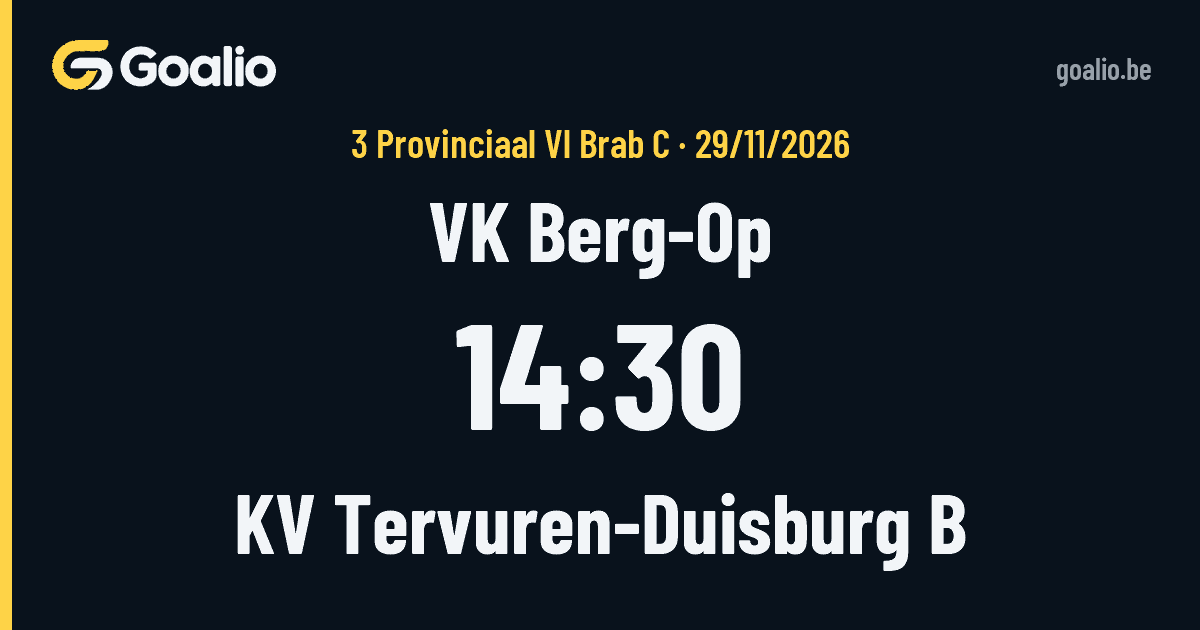 Goalio
goalio.be
3 Provinciaal Vl Brab C · 29/11/2026
VK Berg-Op
14:30
KV Tervuren-Duisburg B